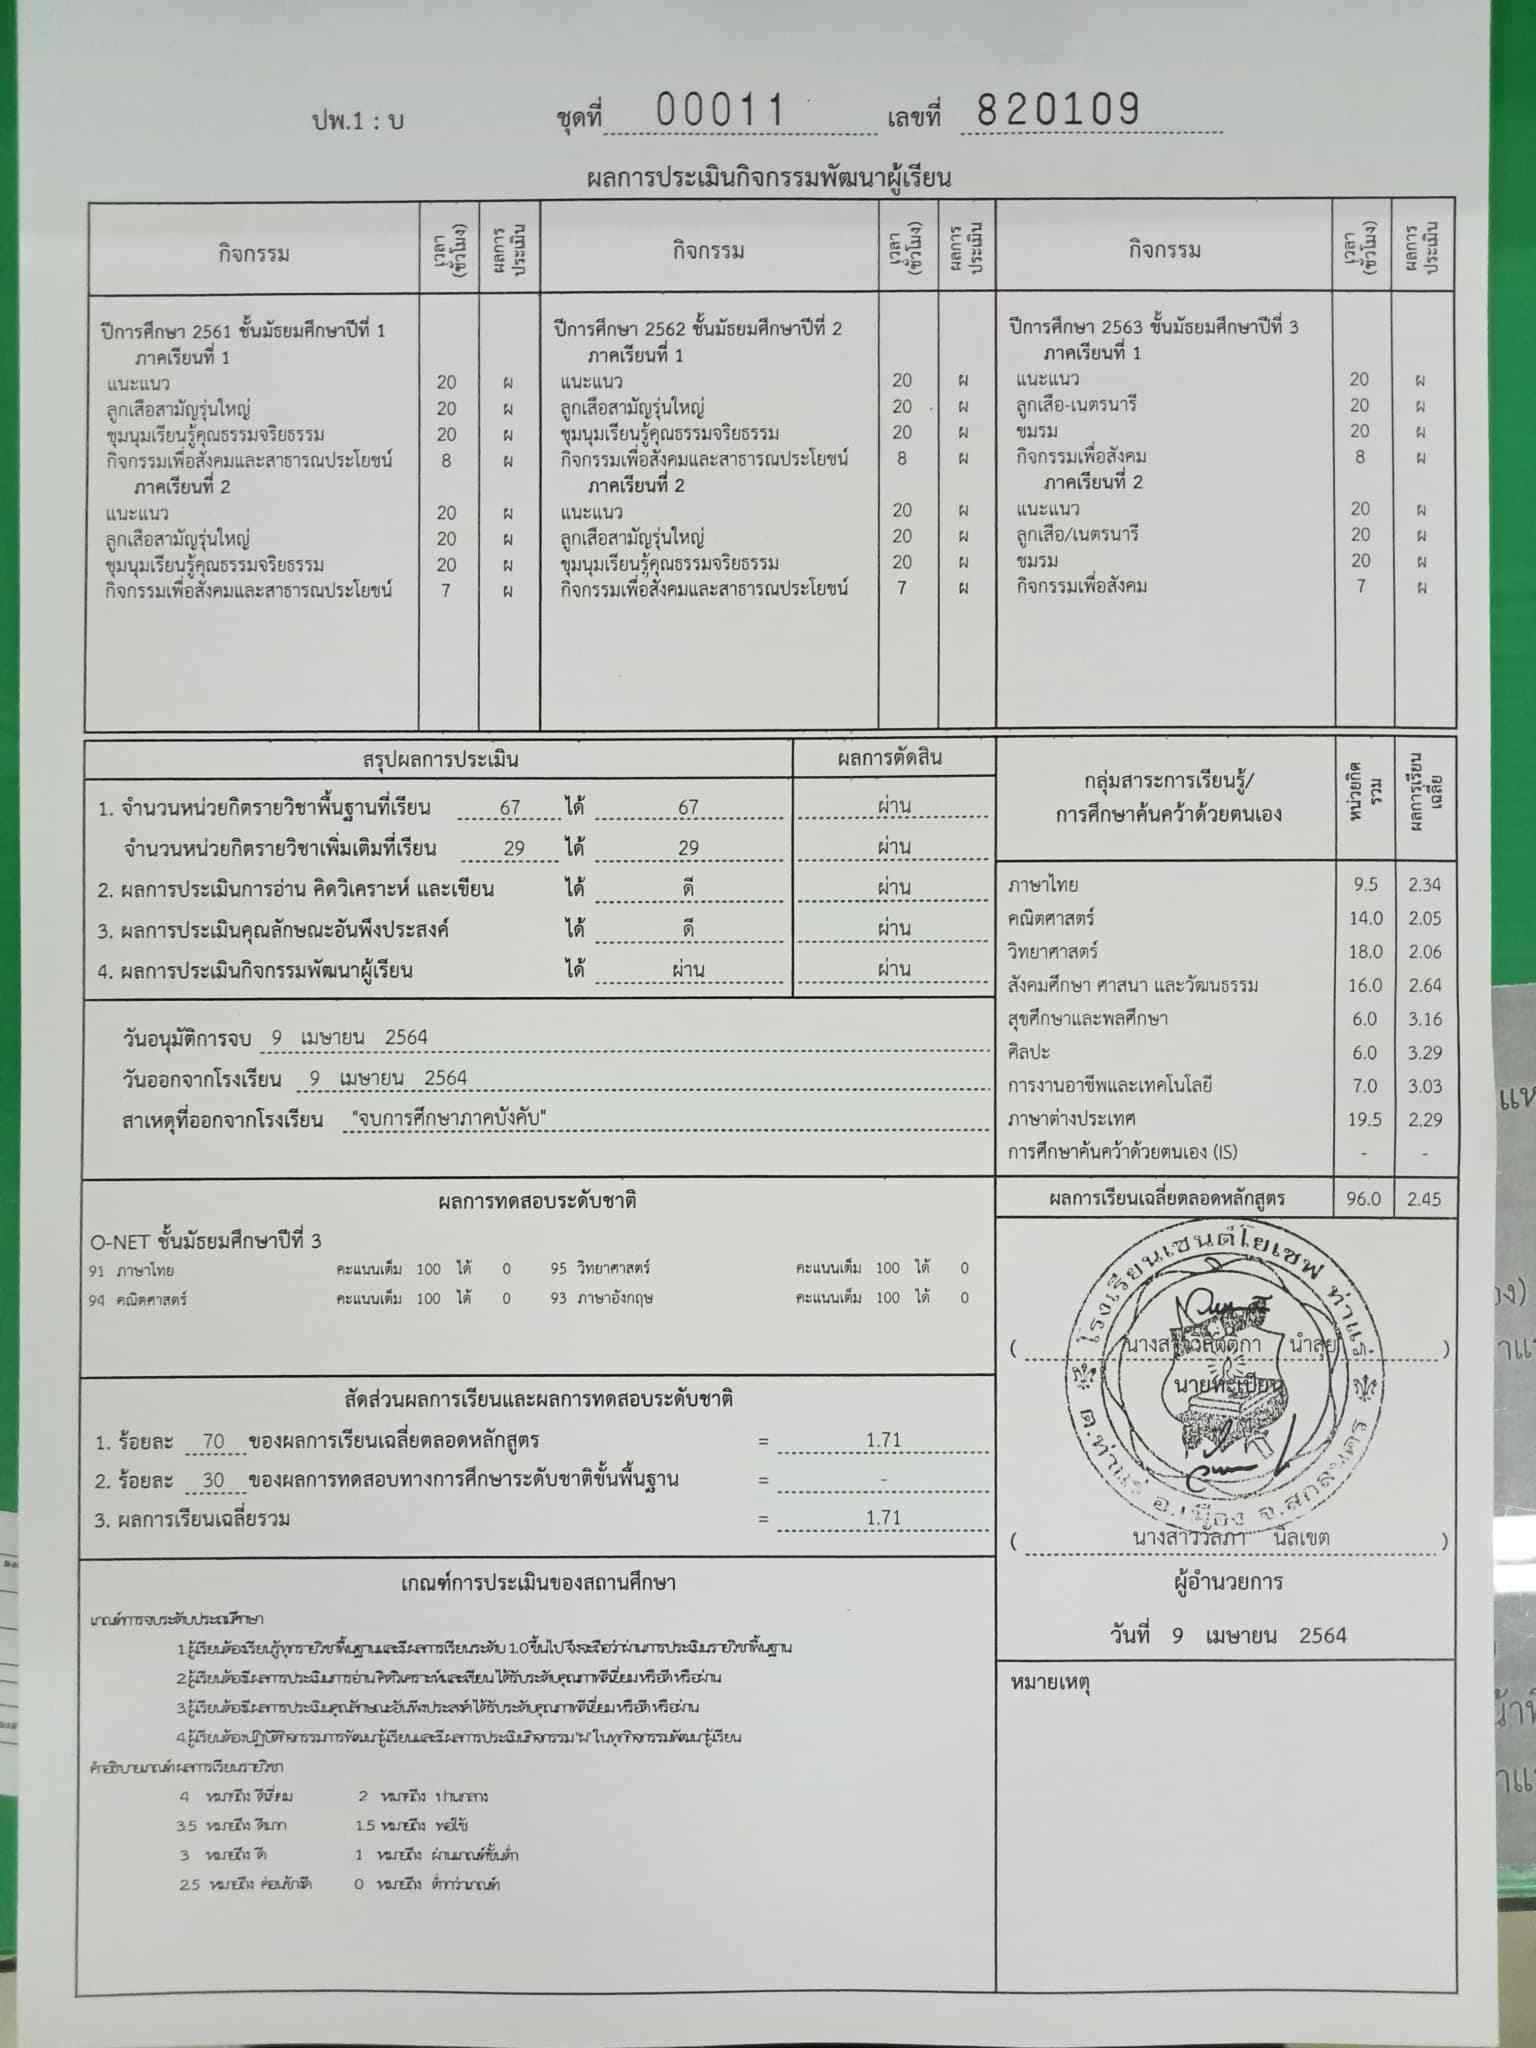 ปพ.1 : บ ชุดที่ 00011 เลขที่ 820109
ผลการประเมินกิจกรรมพัฒนาผู้เรียน
กิจกรรม เวลา (ชั่วโมง) ผลการประเมิน กิจกรรม เวลา (ชั่วโมง) ผลการประเมิน กิจกรรม เวลา (ชั่วโมง) ผลการประเมิน
ปีการศึกษา 2561 ชั้นมัธยมศึกษาปีที่ 1
ภาคเรียนที่ 1
แนะแนว 20 ผ
ลูกเสือสามัญรุ่นใหญ่ 20 ผ
ชุมนุมเรียนรู้คุณธรรมจริยธรรม 20 ผ
กิจกรรมเพื่อสังคมและสาธารณประโยชน์ 8 ผ
ภาคเรียนที่ 2
แนะแนว 20 ผ
ลูกเสือสามัญรุ่นใหญ่ 20 ผ
ชุมนุมเรียนรู้คุณธรรมจริยธรรม 20 ผ
กิจกรรมเพื่อสังคมและสาธารณประโยชน์ 7 ผ
ปีการศึกษา 2562 ชั้นมัธยมศึกษาปีที่ 2
ภาคเรียนที่ 1
แนะแนว 20 ผ
ลูกเสือสามัญรุ่นใหญ่ 20 ผ
ชุมนุมเรียนรู้คุณธรรมจริยธรรม 20 ผ
กิจกรรมเพื่อสังคมและสาธารณประโยชน์ 8 ผ
ภาคเรียนที่ 2
แนะแนว 20 ผ
ลูกเสือสามัญรุ่นใหญ่ 20 ผ
ชุมนุมเรียนรู้คุณธรรมจริยธรรม 20 ผ
กิจกรรมเพื่อสังคมและสาธารณประโยชน์ 7 ผ
ปีการศึกษา 2563 ชั้นมัธยมศึกษาปีที่ 3
ภาคเรียนที่ 1
แนะแนว 20 ผ
ลูกเสือ-เนตรนารี 20 ผ
ชมรม 20 ผ
กิจกรรมเพื่อสังคม 8 ผ
ภาคเรียนที่ 2
แนะแนว 20 ผ
ลูกเสือ/เนตรนารี 20 ผ
ชมรม 20 ผ
กิจกรรมเพื่อสังคม 7 ผ
สรุปผลการประเมิน ผลการตัดสิน
1. จำนวนหน่วยกิตรายวิชาพื้นฐานที่เรียน 67 ได้ 67 ผ่าน
จำนวนหน่วยกิตรายวิชาเพิ่มเติมที่เรียน 29 ได้ 29 ผ่าน
2. ผลการประเมินการอ่าน คิดวิเคราะห์ และเขียน ได้ ดี ผ่าน
3. ผลการประเมินคุณลักษณะอันพึงประสงค์ ได้ ดี ผ่าน
4. ผลการประเมินกิจกรรมพัฒนาผู้เรียน ได้ ผ่าน ผ่าน
วันอนุมัติการจบ 9 เมษายน 2564
วันออกจากโรงเรียน 9 เมษายน 2564
สาเหตุที่ออกจากโรงเรียน "จบการศึกษาภาคบังคับ"
กลุ่มสาระการเรียนรู้/ การศึกษาค้นคว้าด้วยตนเอง หน่วยกิตรวม ผลการเรียนเฉลี่ย
ภาษาไทย 9.5 2.34
คณิตศาสตร์ 14.0 2.05
วิทยาศาสตร์ 18.0 2.06
สังคมศึกษา ศาสนา และวัฒนธรรม 16.0 2.64
สุขศึกษาและพลศึกษา 6.0 3.16
ศิลปะ 6.0 3.29
การงานอาชีพและเทคโนโลยี 7.0 3.03
ภาษาต่างประเทศ 19.5 2.29
การศึกษาค้นคว้าด้วยตนเอง (IS) - -
ผลการเรียนเฉลี่ยตลอดหลักสูตร 96.0 2.45
ผลการทดสอบระดับชาติ
O-NET ชั้นมัธยมศึกษาปีที่ 3
91 ภาษาไทย คะแนนเต็ม 100 ได้ 0 95 วิทยาศาสตร์ คะแนนเต็ม 100 ได้ 0
94 คณิตศาสตร์ คะแนนเต็ม 100 ได้ 0 93 ภาษาอังกฤษ คะแนนเต็ม 100 ได้ 0
สัดส่วนผลการเรียนและผลการทดสอบระดับชาติ
1. ร้อยละ 70 ของผลการเรียนเฉลี่ยตลอดหลักสูตร = 1.71
2. ร้อยละ 30 ของผลการทดสอบทางการศึกษาระดับชาติขั้นพื้นฐาน = -
3. ผลการเรียนเฉลี่ยรวม = 1.71
โรงเรียนเซนต์โยเซฟ ท่าแร่
ต.ท่าแร่ อ.เมือง จ.สกลนคร
นายทะเบียน
( นางสาววัลภา นิลเขต )
ผู้อำนวยการ
วันที่ 9 เมษายน 2564
หมายเหตุ
เกณฑ์การประเมินของสถานศึกษา
เกณฑ์การจบระดับประถมศึกษา
1.ผู้เรียนต้องเรียนรู้ทุกรายวิชาพื้นฐานและมีผลการเรียนระดับ 1.0 ขึ้นไป จึงจะถือว่าผ่านการประเมินรายวิชาพื้นฐาน
2.ผู้เรียนต้องมีผลการประเมินการอ่าน คิดวิเคราะห์และเขียน ได้รับระดับคุณภาพดีเยี่ยม หรือดี หรือผ่าน
3.ผู้เรียนต้องมีผลการประเมินคุณลักษณะอันพึงประสงค์ ได้รับระดับคุณภาพดีเยี่ยม หรือดี หรือผ่าน
4.ผู้เรียนต้องปฏิบัติกิจกรรมการพัฒนาผู้เรียนและมีผลการประเมินกิจกรรม "ผ" ในทุกกิจกรรมพัฒนาผู้เรียน
คำอธิบายเกณฑ์ผลการเรียนรายวิชา
4 หมายถึง ดีเยี่ยม 2 หมายถึง ปานกลาง
3.5 หมายถึง ดีมาก 1.5 หมายถึง พอใช้
3 หมายถึง ดี 1 หมายถึง ผ่านเกณฑ์ขั้นต่ำ
2.5 หมายถึง ค่อนข้างดี 0 หมายถึง ต่ำกว่าเกณฑ์